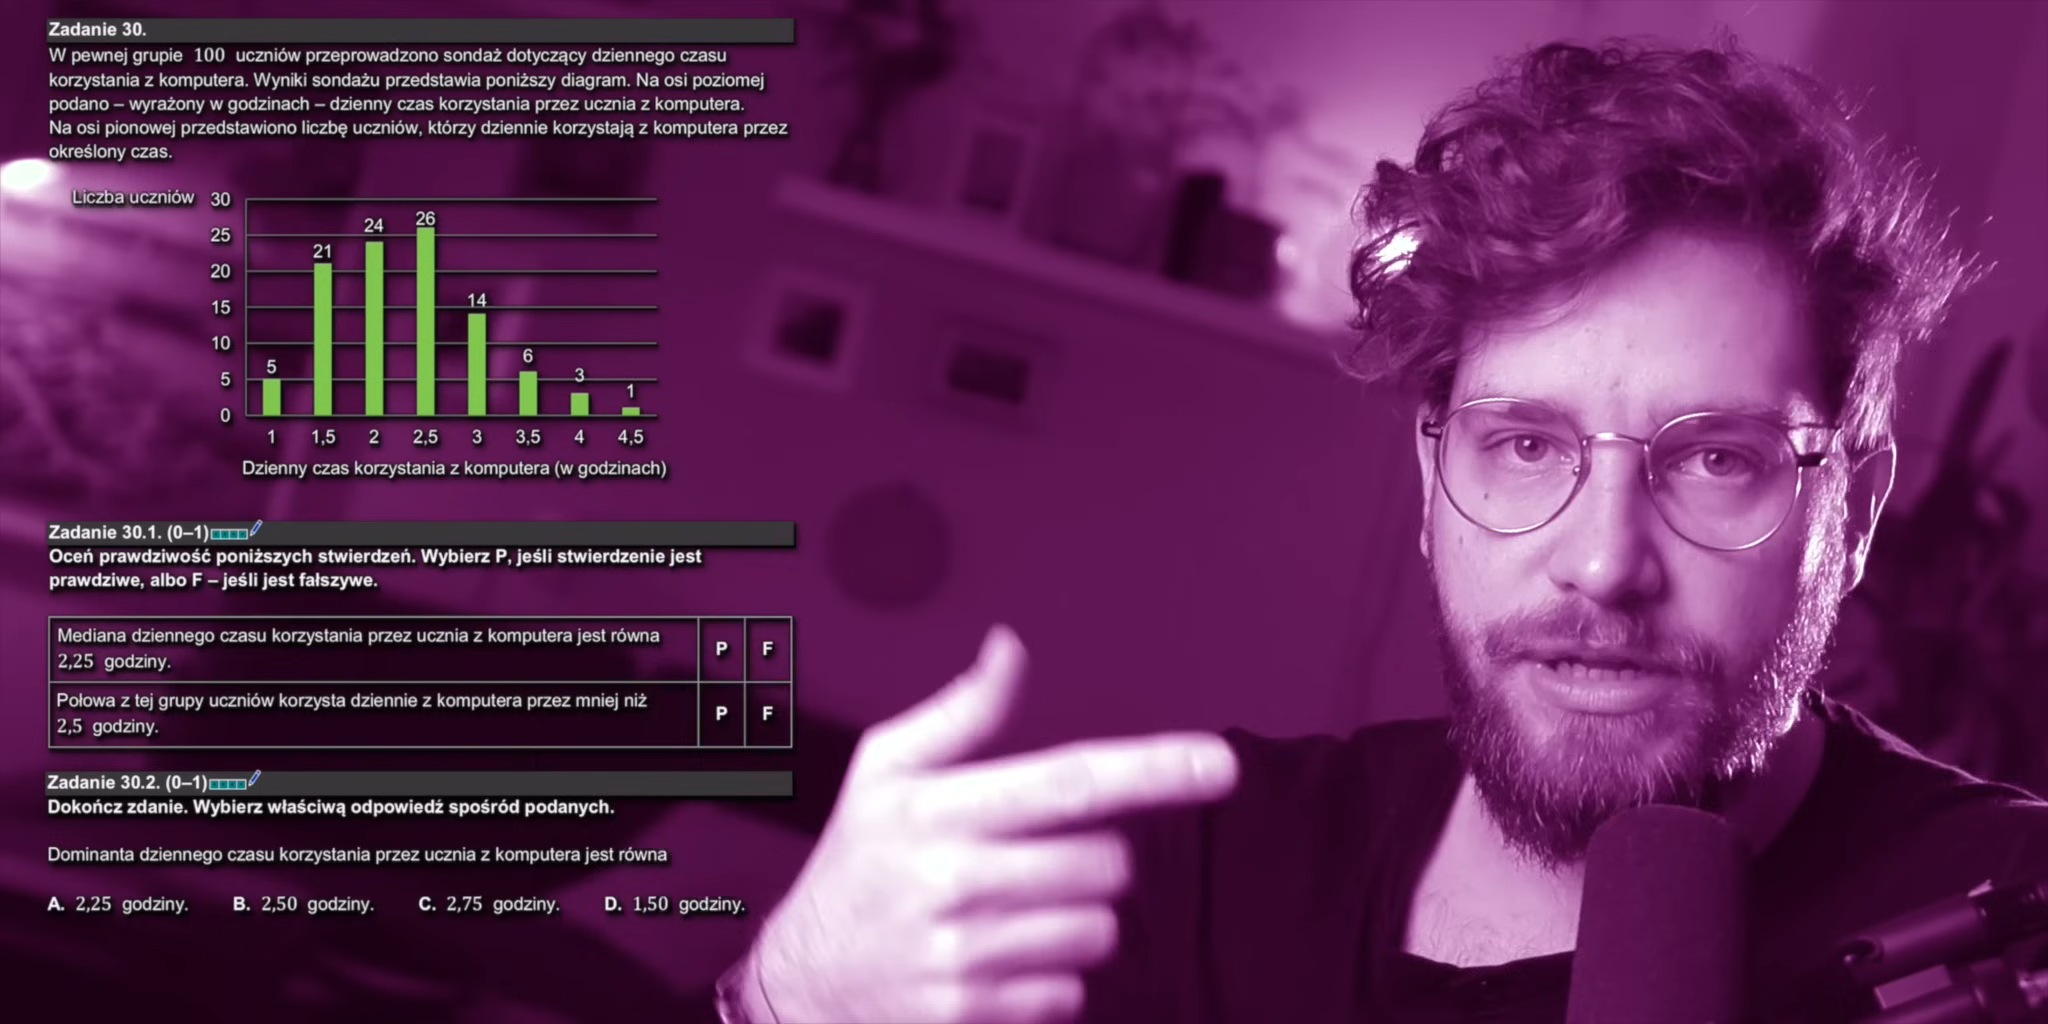 Zadanie 30.
W pewnej grupie 100 uczniów przeprowadzono sondaż dotyczący dziennego czasu
korzystania z komputera. Wyniki sondażu przedstawia poniższy diagram. Na osi poziomej
podano – wyrażony w godzinach – dzienny czas korzystania przez ucznia z komputera.
Na osi pionowej przedstawiono liczbę uczniów, którzy dziennie korzystają z komputera przez
określony czas.
Liczba uczniów
30
25
20
15
10
5
0
5 21 24 26 14 6 3 1
1 1,5 2 2,5 3 3,5 4 4,5
Dzienny czas korzystania z komputera (w godzinach)
Zadanie 30.1. (0–1)
Oceń prawdziwość poniższych stwierdzeń. Wybierz P, jeśli stwierdzenie jest
prawdziwe, albo F – jeśli jest fałszywe.
Mediana dziennego czasu korzystania przez ucznia z komputera jest równa
2,25 godziny.
P F
Połowa z tej grupy uczniów korzysta dziennie z komputera przez mniej niż
2,5 godziny.
P F
Zadanie 30.2. (0–1)
Dokończ zdanie. Wybierz właściwą odpowiedź spośród podanych.
Dominanta dziennego czasu korzystania przez ucznia z komputera jest równa
A. 2,25 godziny. B. 2,50 godziny. C. 2,75 godziny. D. 1,50 godziny.